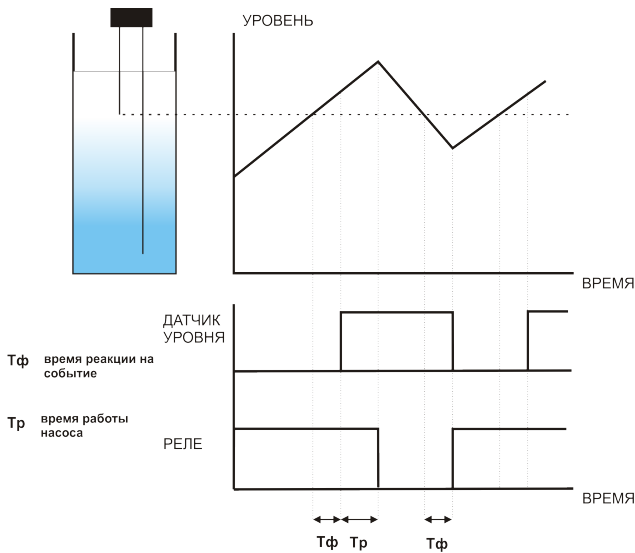 УРОВЕНЬ
ВРЕМЯ
ДАТЧИК
УРОВНЯ
Тф время реакции на
событие
Тр время работы
насоса
РЕЛЕ
ВРЕМЯ
Тф Тр Тф